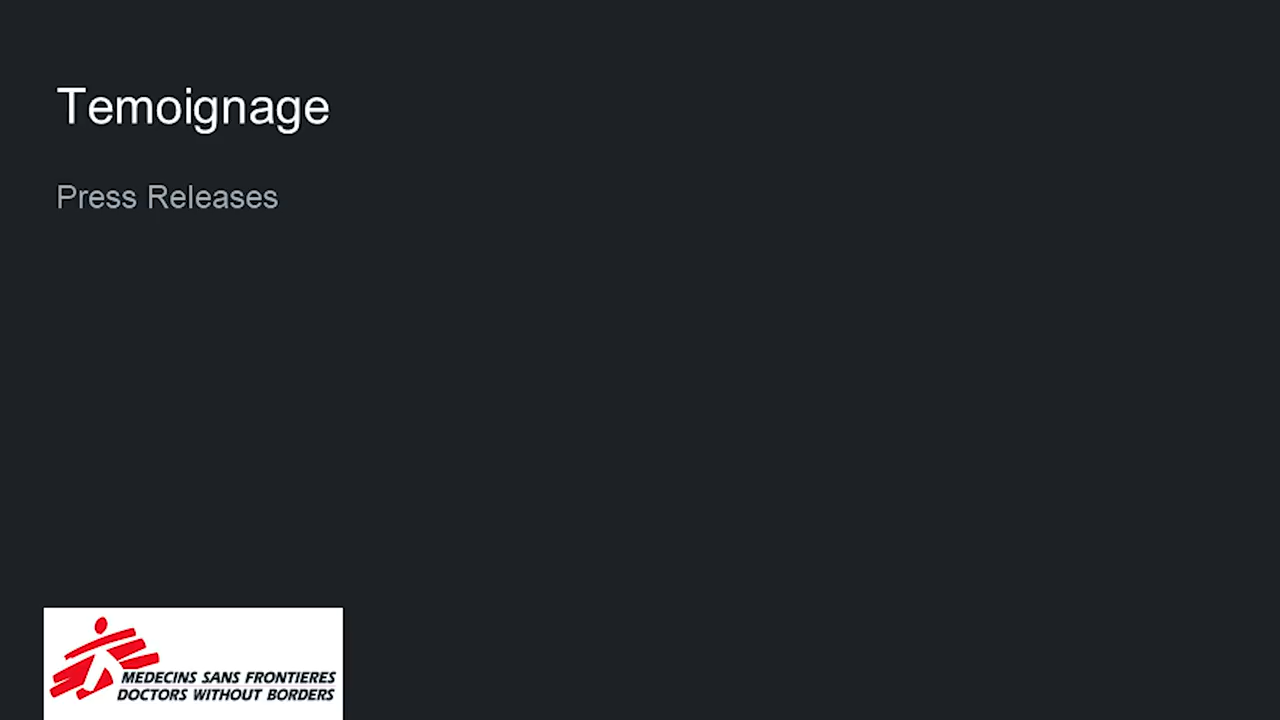 Temoignage
Press Releases
MEDECINS SANS FRONTIERES
DOCTORS WITHOUT BORDERS